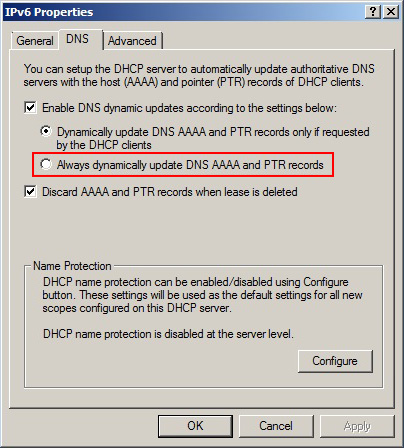 IPv6 Properties
General
DNS
Advanced
You can setup the DHCP server to automatically update authoritative DNS
servers with the host (AAAA) and pointer (PTR) records of DHCP clients.
Enable DNS dynamic updates according to the settings below:
Dynamically update DNS AAAA and PTR records only if requested
by the DHCP clients
Always dynamically update DNS AAAA and PTR records
Discard AAAA and PTR records when lease is deleted
Name Protection
DHCP name protection can be enabled/disabled using Configure
button. These settings will be used as the default settings for all new
scopes configured on this DHCP server.
DHCP name protection is disabled at the server level.
Configure
OK
Cancel
Apply